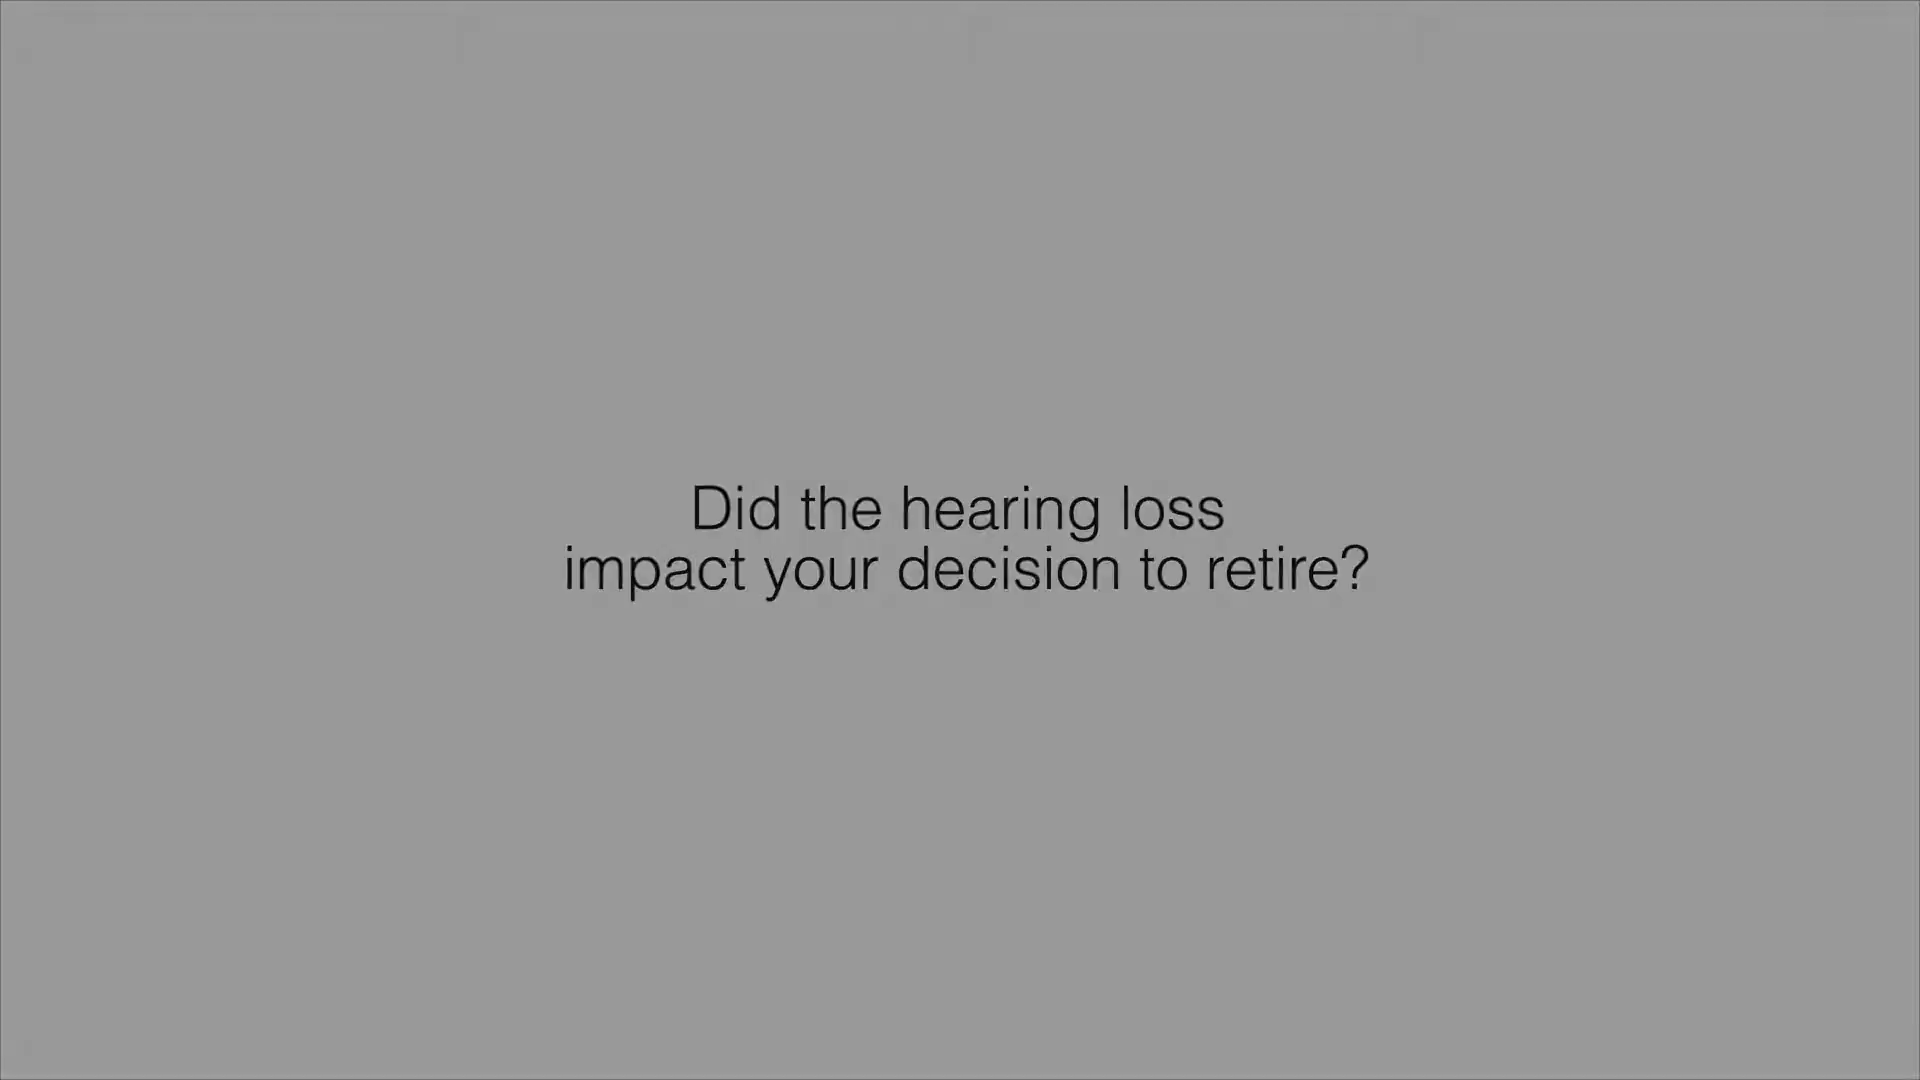 Did the hearing loss
impact your decision to retire?